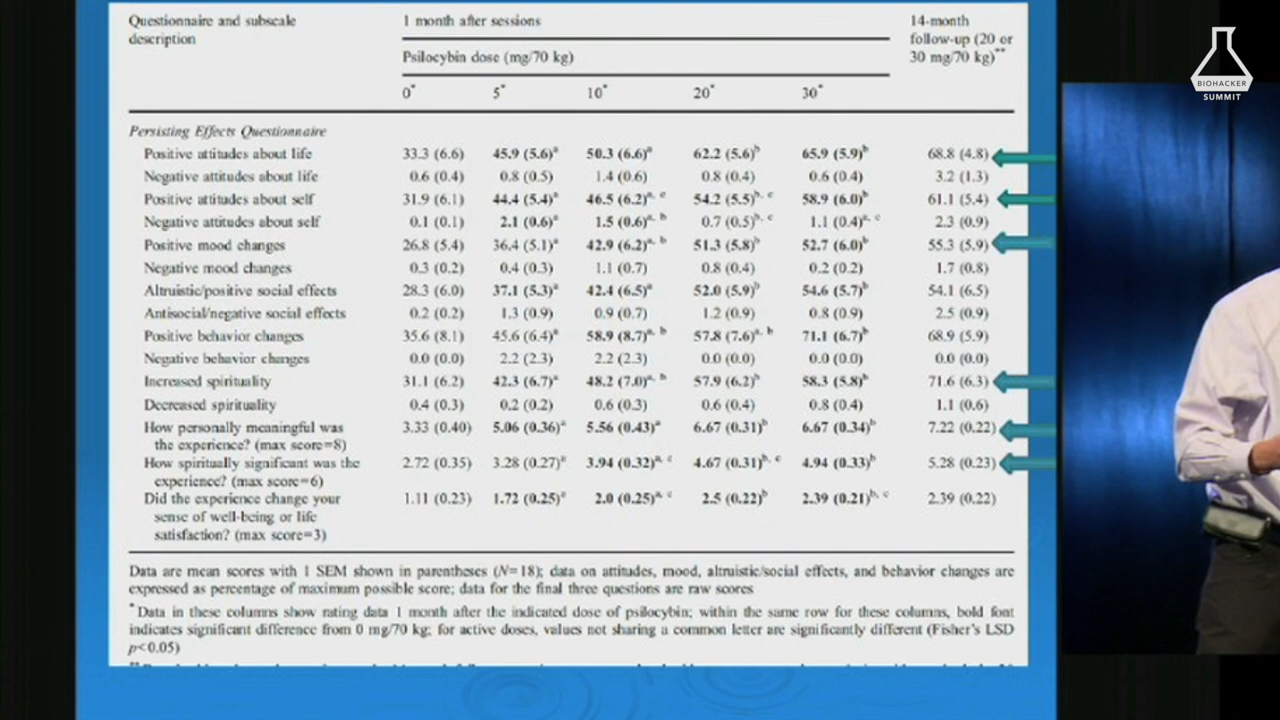 Questionnaire and subscale description
1 month after sessions
14-month follow-up (20 or 30 mg/70 kg)**
Psilocybin dose (mg/70 kg)
0* 5* 10* 20* 30*
Persisting Effects Questionnaire
Positive attitudes about life 33.3 (6.6) 45.9 (5.6)a 50.3 (6.6)a 62.2 (5.6)b 65.9 (5.9)b 68.8 (4.8)
Negative attitudes about life 0.6 (0.4) 0.8 (0.5) 1.4 (0.6) 0.8 (0.4) 0.6 (0.4) 3.2 (1.3)
Positive attitudes about self 31.9 (6.1) 44.4 (5.4)a 46.5 (6.2)a, c 54.2 (5.5)b, c 58.9 (6.0)b 61.1 (5.4)
Negative attitudes about self 0.1 (0.1) 2.1 (0.6)a 1.5 (0.6)a, b 0.7 (0.5)b, c 1.1 (0.4)a, c 2.3 (0.9)
Positive mood changes 26.8 (5.4) 36.4 (5.1)a 42.9 (6.2)a, b 51.3 (5.8)b 52.7 (6.0)b 55.3 (5.9)
Negative mood changes 0.3 (0.2) 0.4 (0.3) 1.1 (0.7) 0.8 (0.4) 0.2 (0.2) 1.7 (0.8)
Altruistic/positive social effects 28.3 (6.0) 37.1 (5.3)a 42.4 (6.5)a 52.0 (5.9)b 54.6 (5.7)b 54.1 (6.5)
Antisocial/negative social effects 0.2 (0.2) 1.3 (0.9) 0.9 (0.7) 1.2 (0.9) 0.8 (0.9) 2.5 (0.9)
Positive behavior changes 35.6 (8.1) 45.6 (6.4)a 58.9 (8.7)a, b 57.8 (7.6)a, b 71.1 (6.7)b 68.9 (5.9)
Negative behavior changes 0.0 (0.0) 2.2 (2.3) 2.2 (2.3) 0.0 (0.0) 0.0 (0.0) 0.0 (0.0)
Increased spirituality 31.1 (6.2) 42.3 (6.7)a 48.2 (7.0)a, b 57.9 (6.2)b 58.3 (5.8)b 71.6 (6.3)
Decreased spirituality 0.4 (0.3) 0.2 (0.2) 0.6 (0.3) 0.6 (0.4) 0.8 (0.4) 1.1 (0.6)
How personally meaningful was 3.33 (0.40) 5.06 (0.36)a 5.56 (0.43)a 6.67 (0.31)b 6.67 (0.34)b 7.22 (0.22)
the experience? (max score=8)
How spiritually significant was the 2.72 (0.35) 3.28 (0.27)a 3.94 (0.32)a, c 4.67 (0.31)b, c 4.94 (0.33)b 5.28 (0.23)
experience? (max score=6)
Did the experience change your 1.11 (0.23) 1.72 (0.25)a 2.0 (0.25)a, c 2.5 (0.22)b 2.39 (0.21)b, c 2.39 (0.22)
sense of well-being or life
satisfaction? (max score=3)
Data are mean scores with 1 SEM shown in parentheses (N=18); data on attitudes, mood, altruistic/social effects, and behavior changes are
expressed as percentage of maximum possible score; data for the final three questions are raw scores
*Data in these columns show rating data 1 month after the indicated dose of psilocybin; within the same row for these columns, bold font
indicates significant difference from 0 mg/70 kg; for active doses, values not sharing a common letter are significantly different (Fisher's LSD
p<0.05)
BIOHACKER
SUMMIT